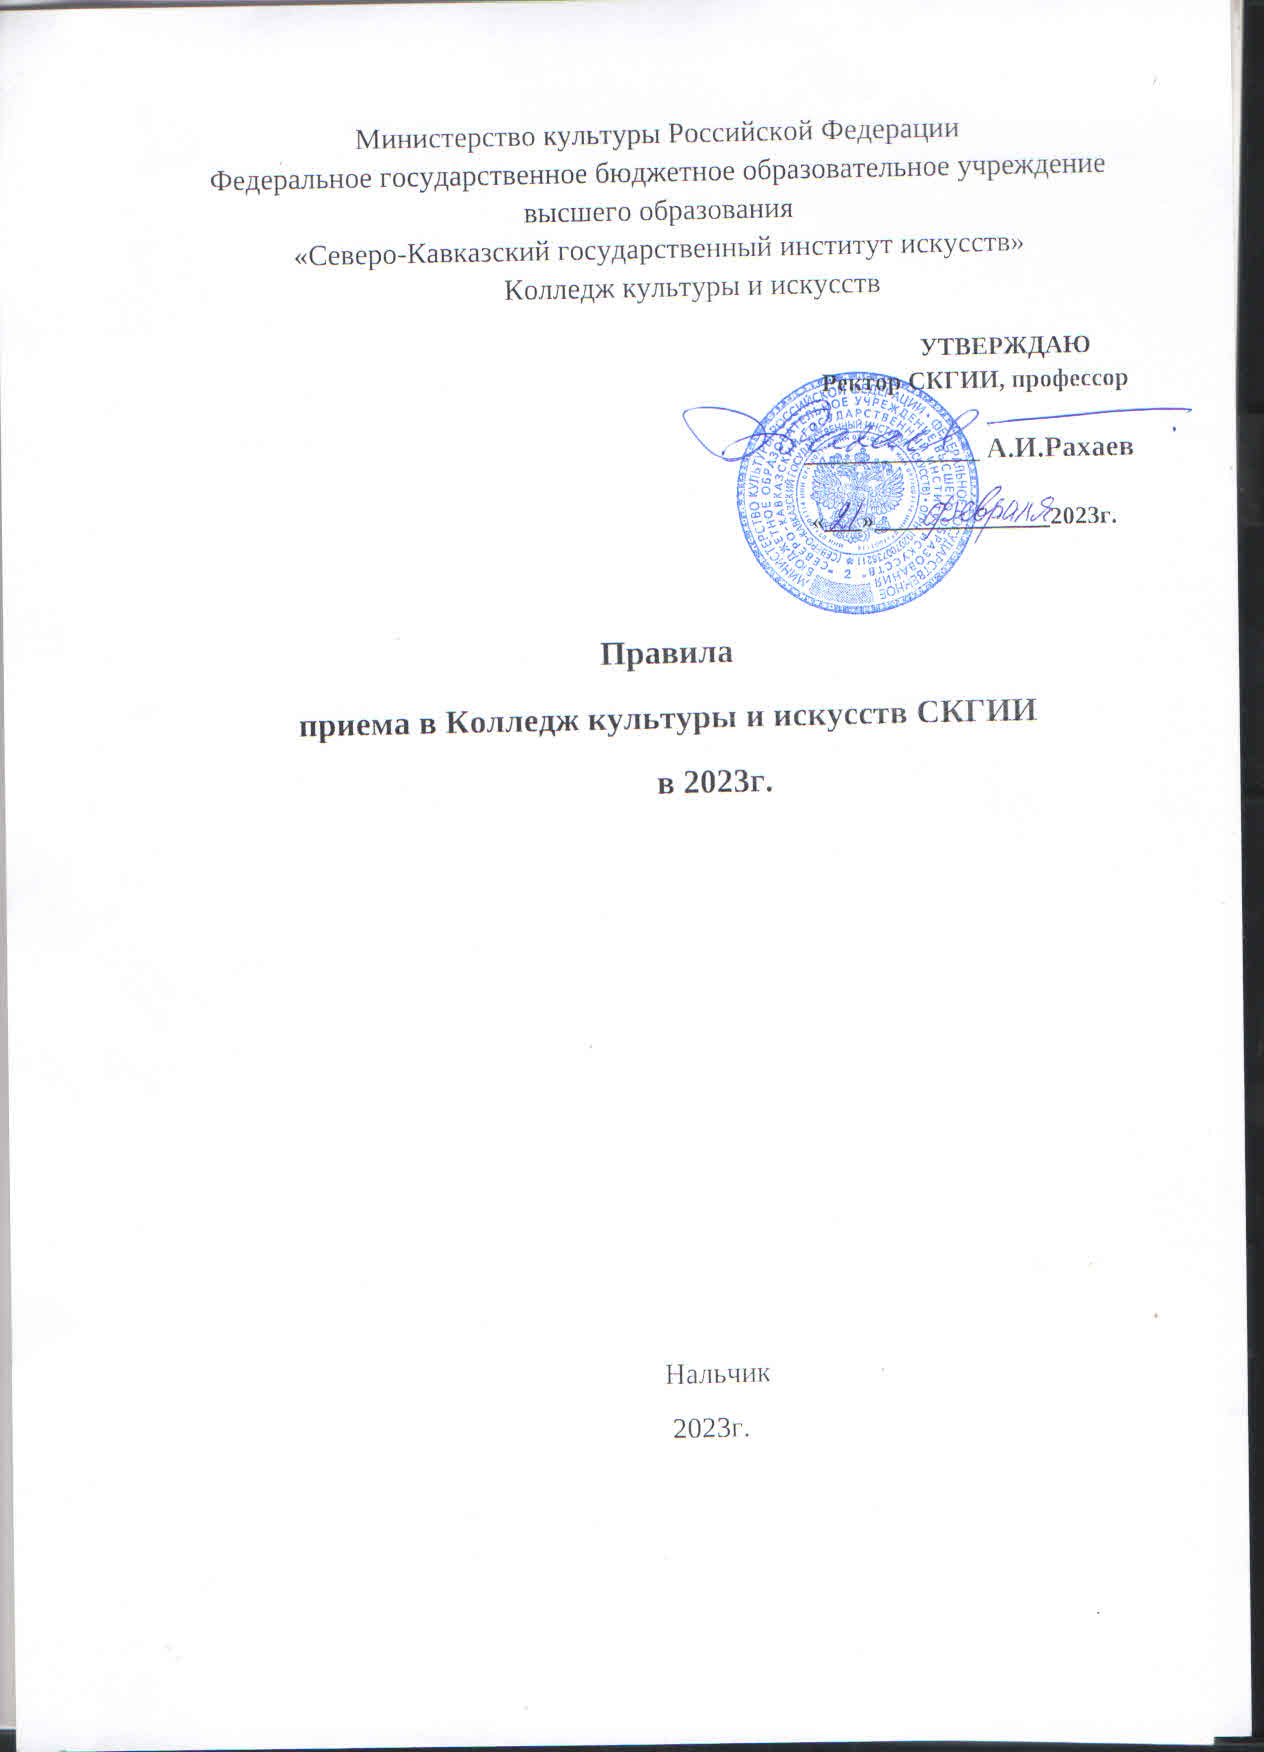 Министерство культуры Российской Федерации
Федеральное государственное бюджетное образовательное учреждение
высшего образования
«Северо-Кавказский государственный институт искусств»
Колледж культуры и искусств
УТВЕРЖДАЮ
Ректор СКГИИ, профессор
А.И.Рахаев
«21» февраля 2023г.
Правила
приема в Колледж культуры и искусств СКГИИ
в 2023г.
Нальчик
2023г.